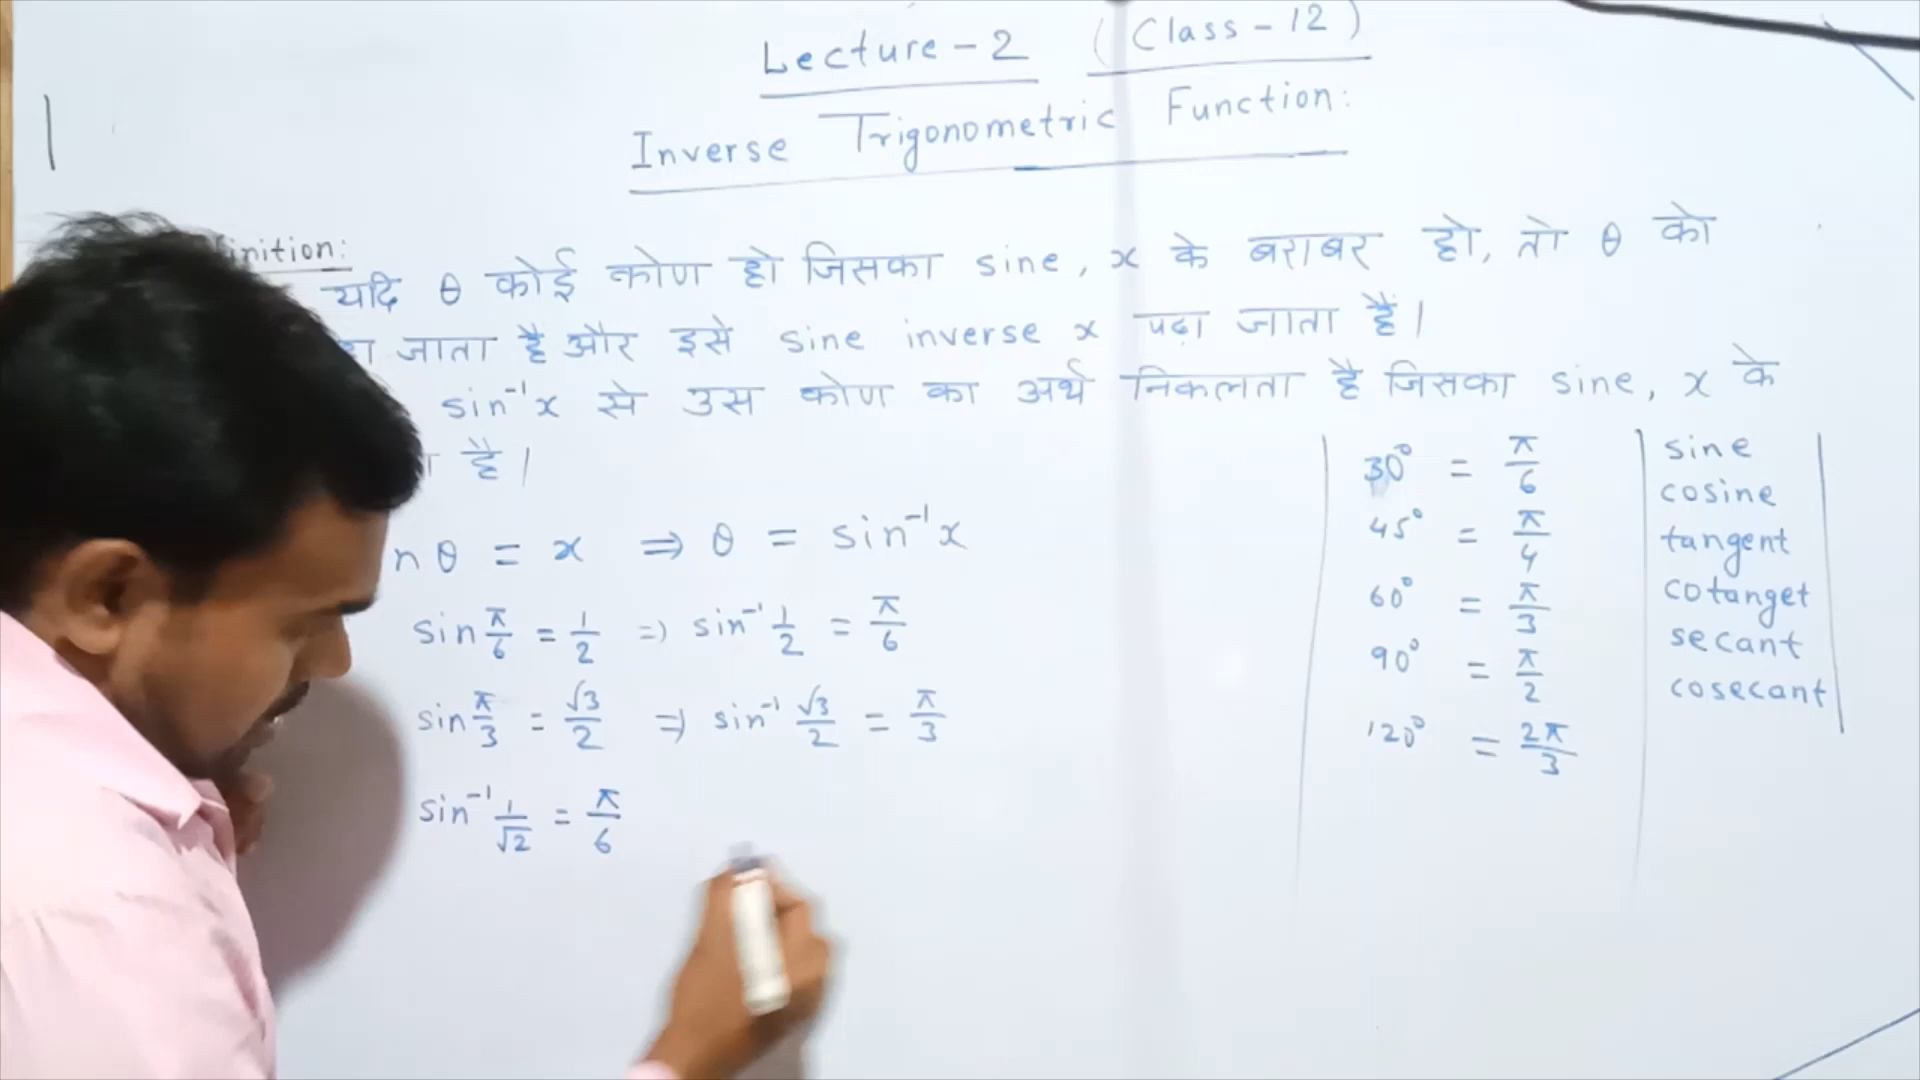 Lecture-2 (Class-12)
Inverse Trigonometric Function:
यदि θ कोई कोण हो जिसका sine, x के बराबर हो, तो θ को
जाता है और इसे sine inverse x पढ़ा जाता है।
sin⁻¹x से उस कोण का अर्थ निकलता है जिसका sine, x के
है।
θ = x ⇒ θ = sin⁻¹x
sin π/6 = 1/2 ⇒ sin⁻¹ 1/2 = π/6
sin π/3 = √3/2 ⇒ sin⁻¹ √3/2 = π/3
sin⁻¹ 1/√2 = π/6
30° = π/6
45° = π/4
60° = π/3
90° = π/2
120° = 2π/3
sine
cosine
tangent
cotanget
secant
cosecant